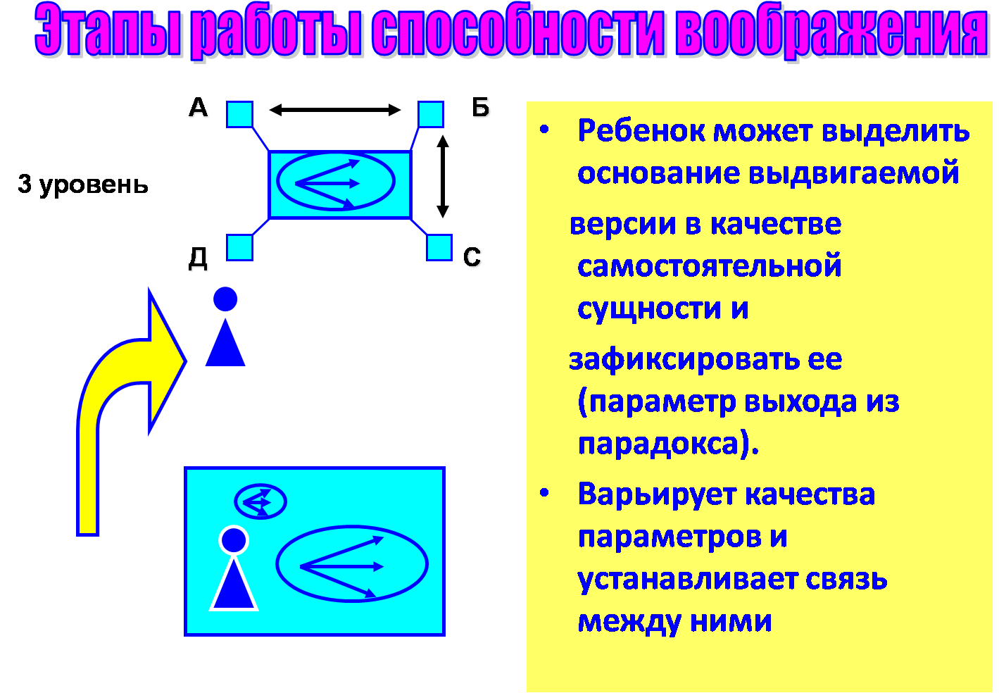 Этапы работы способности воображения
А
Б
3 уровень
Д
С
• Ребенок может выделить
основание выдвигаемой
версии в качестве
самостоятельной
сущности и
зафиксировать ее
(параметр выхода из
парадокса).
• Варьирует качества
параметров и
устанавливает связь
между ними